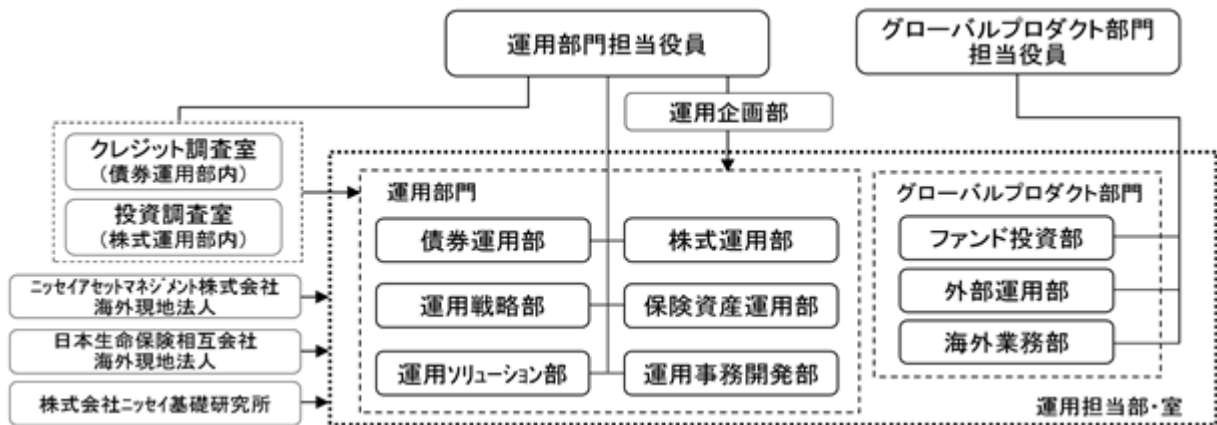 運用部門担当役員
グローバルプロダクト部門
担当役員
運用企画部
クレジット調査室
(債券運用部内)
投資調査室
(株式運用部内)
ニッセイアセットマネジメント株式会社
海外現地法人
日本生命保険相互会社
海外現地法人
株式会社ニッセイ基礎研究所
運用部門
債券運用部
株式運用部
運用戦略部
保険資産運用部
運用ソリューション部
運用事務開発部
グローバルプロダクト部門
ファンド投資部
外部運用部
海外業務部
運用担当部・室